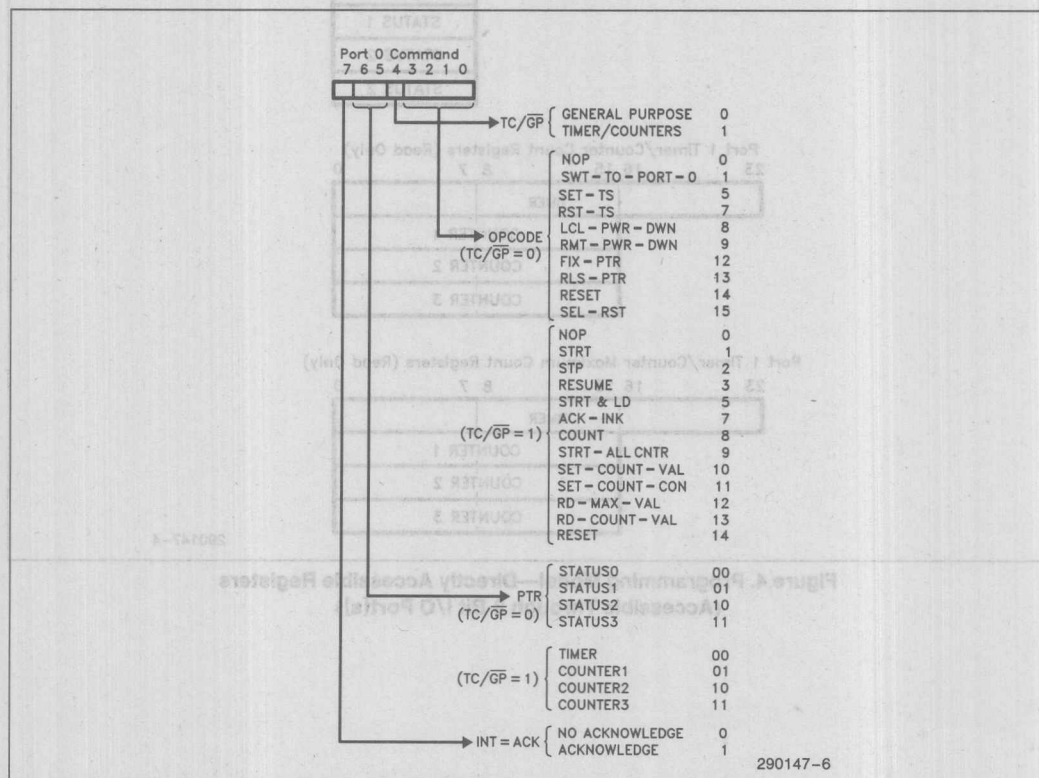 Port 0 Command
7 6 5 4 3 2 1 0
TC/G̅P̅ { GENERAL PURPOSE 0
TIMER/COUNTERS 1
OPCODE
(TC/G̅P̅ = 0)
NOP 0
SWT-TO-PORT-0 1
SET-TS 5
RST-TS 7
LCL-PWR-DWN 8
RMT-PWR-DWN 9
FIX-PTR 12
RLS-PTR 13
RESET 14
SEL-RST 15
(TC/G̅P̅ = 1)
NOP 0
STRT 1
STP 2
RESUME 3
STRT & LD 5
ACK-INK 7
COUNT 8
STRT-ALL CNTR 9
SET-COUNT-VAL 10
SET-COUNT-CON 11
RD-MAX-VAL 12
RD-COUNT-VAL 13
RESET 14
PTR
(TC/G̅P̅ = 0)
STATUS0 00
STATUS1 01
STATUS2 10
STATUS3 11
(TC/G̅P̅ = 1)
TIMER 00
COUNTER1 01
COUNTER2 10
COUNTER3 11
INT=ACK { NO ACKNOWLEDGE 0
ACKNOWLEDGE 1
290147-6